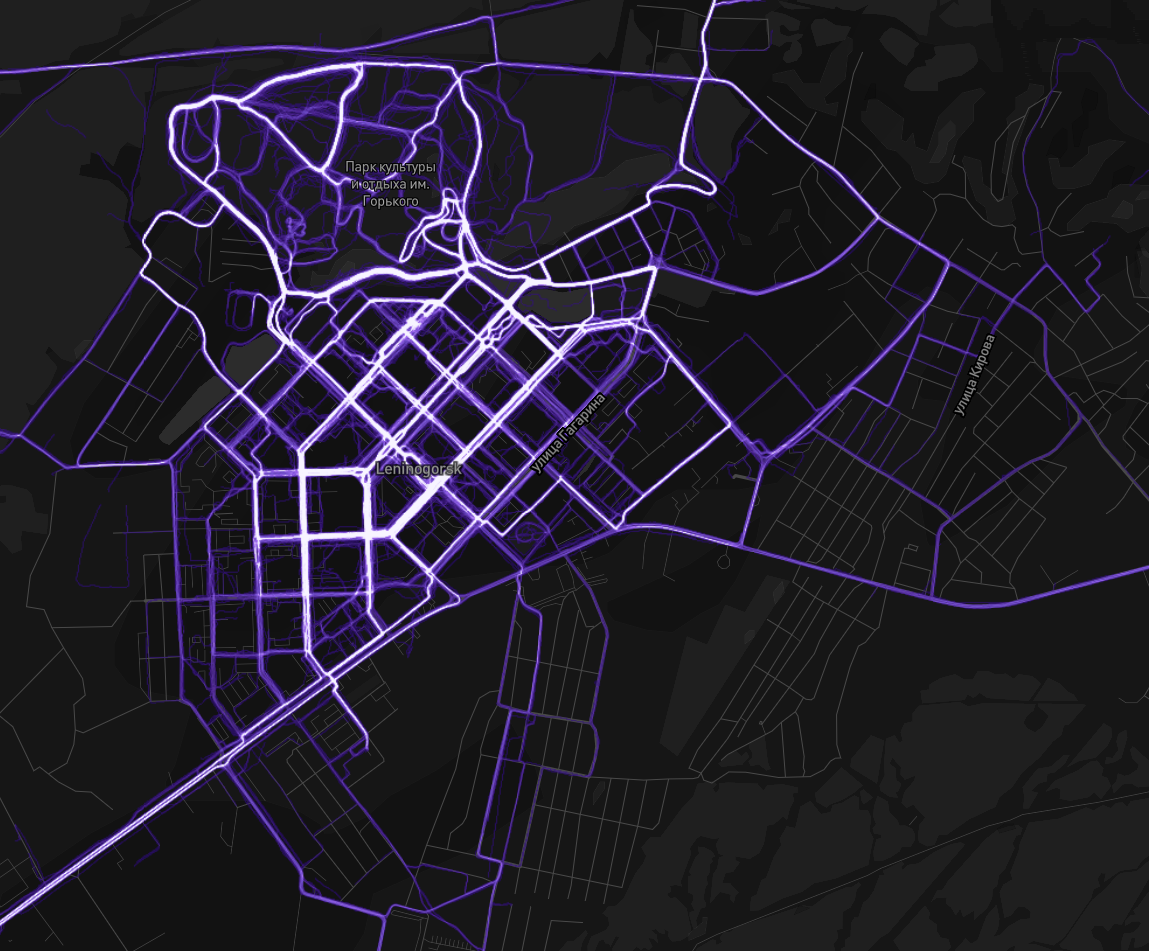 Парк культуры
и отдыха им.
Горького
улица Кирова
улица Гагарина
Leninogorsk